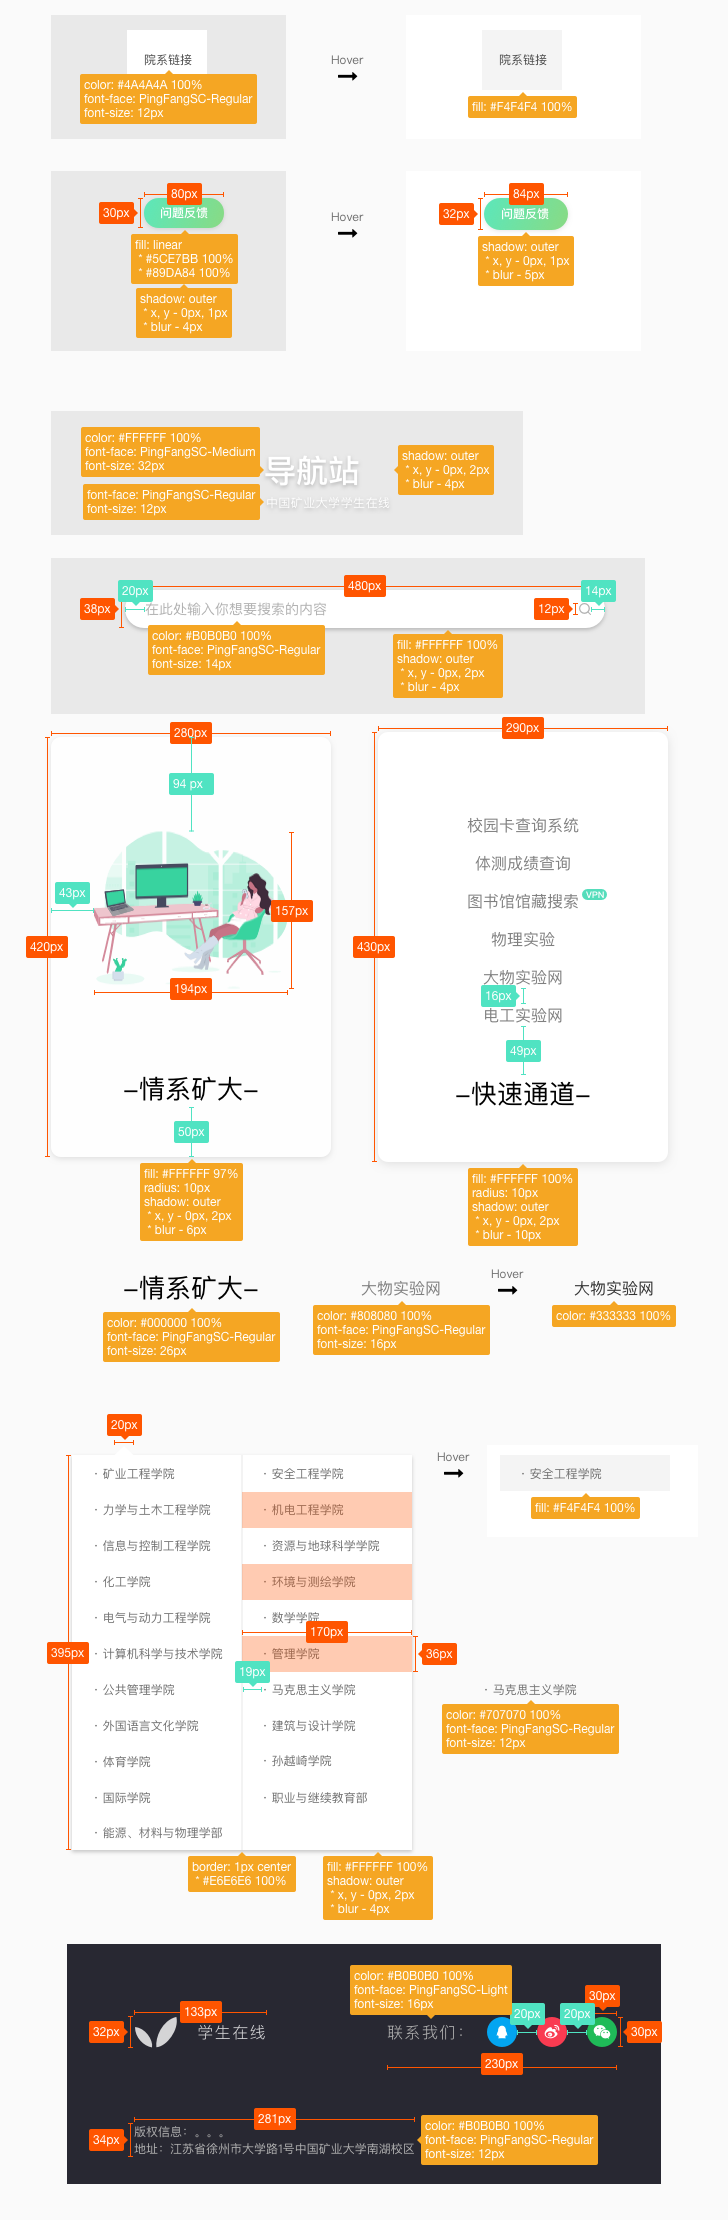 院系链接
color: #4A4A4A 100%
font-face: PingFangSC-Regular
font-size: 12px
Hover
院系链接
fill: #F4F4F4 100%
80px
30px
问题反馈
fill: linear
* #5CE7BB 100%
* #89DA84 100%
shadow: outer
* x, y - 0px, 1px
* blur - 4px
Hover
84px
32px
问题反馈
shadow: outer
* x, y - 0px, 1px
* blur - 5px
color: #FFFFFF 100%
font-face: PingFangSC-Medium
font-size: 32px
font-face: PingFangSC-Regular
font-size: 12px
导航站
中国矿业大学学生在线
shadow: outer
* x, y - 0px, 2px
* blur - 4px
480px
20px
14px
38px
在此处输入你想要搜索的内容
12px
color: #B0B0B0 100%
font-face: PingFangSC-Regular
font-size: 14px
fill: #FFFFFF 100%
shadow: outer
* x, y - 0px, 2px
* blur - 4px
280px
94 px
43px
157px
420px
194px
-情系矿大-
50px
fill: #FFFFFF 97%
radius: 10px
shadow: outer
* x, y - 0px, 2px
* blur - 6px
290px
校园卡查询系统
体测成绩查询
图书馆馆藏搜索 VPN
物理实验
430px
大物实验网
16px
电工实验网
49px
-快速通道-
fill: #FFFFFF 100%
radius: 10px
shadow: outer
* x, y - 0px, 2px
* blur - 10px
-情系矿大-
color: #000000 100%
font-face: PingFangSC-Regular
font-size: 26px
大物实验网
color: #808080 100%
font-face: PingFangSC-Regular
font-size: 16px
Hover
大物实验网
color: #333333 100%
20px
· 矿业工程学院
· 安全工程学院
· 力学与土木工程学院
· 机电工程学院
· 信息与控制工程学院
· 资源与地球科学学院
· 化工学院
· 环境与测绘学院
· 电气与动力工程学院
· 数学学院
170px
395px
· 计算机科学与技术学院
· 管理学院
36px
19px
· 公共管理学院
· 马克思主义学院
· 外国语言文化学院
· 建筑与设计学院
· 体育学院
· 孙越崎学院
· 国际学院
· 职业与继续教育部
· 能源、材料与物理学部
Hover
· 安全工程学院
fill: #F4F4F4 100%
· 马克思主义学院
color: #707070 100%
font-face: PingFangSC-Regular
font-size: 12px
border: 1px center
* #E6E6E6 100%
fill: #FFFFFF 100%
shadow: outer
* x, y - 0px, 2px
* blur - 4px
color: #B0B0B0 100%
font-face: PingFangSC-Light
font-size: 16px
133px
32px
学生在线
联系我们：
20px
20px
30px
30px
230px
281px
34px
版权信息：。。。
地址：江苏省徐州市大学路1号中国矿业大学南湖校区
color: #B0B0B0 100%
font-face: PingFangSC-Regular
font-size: 12px